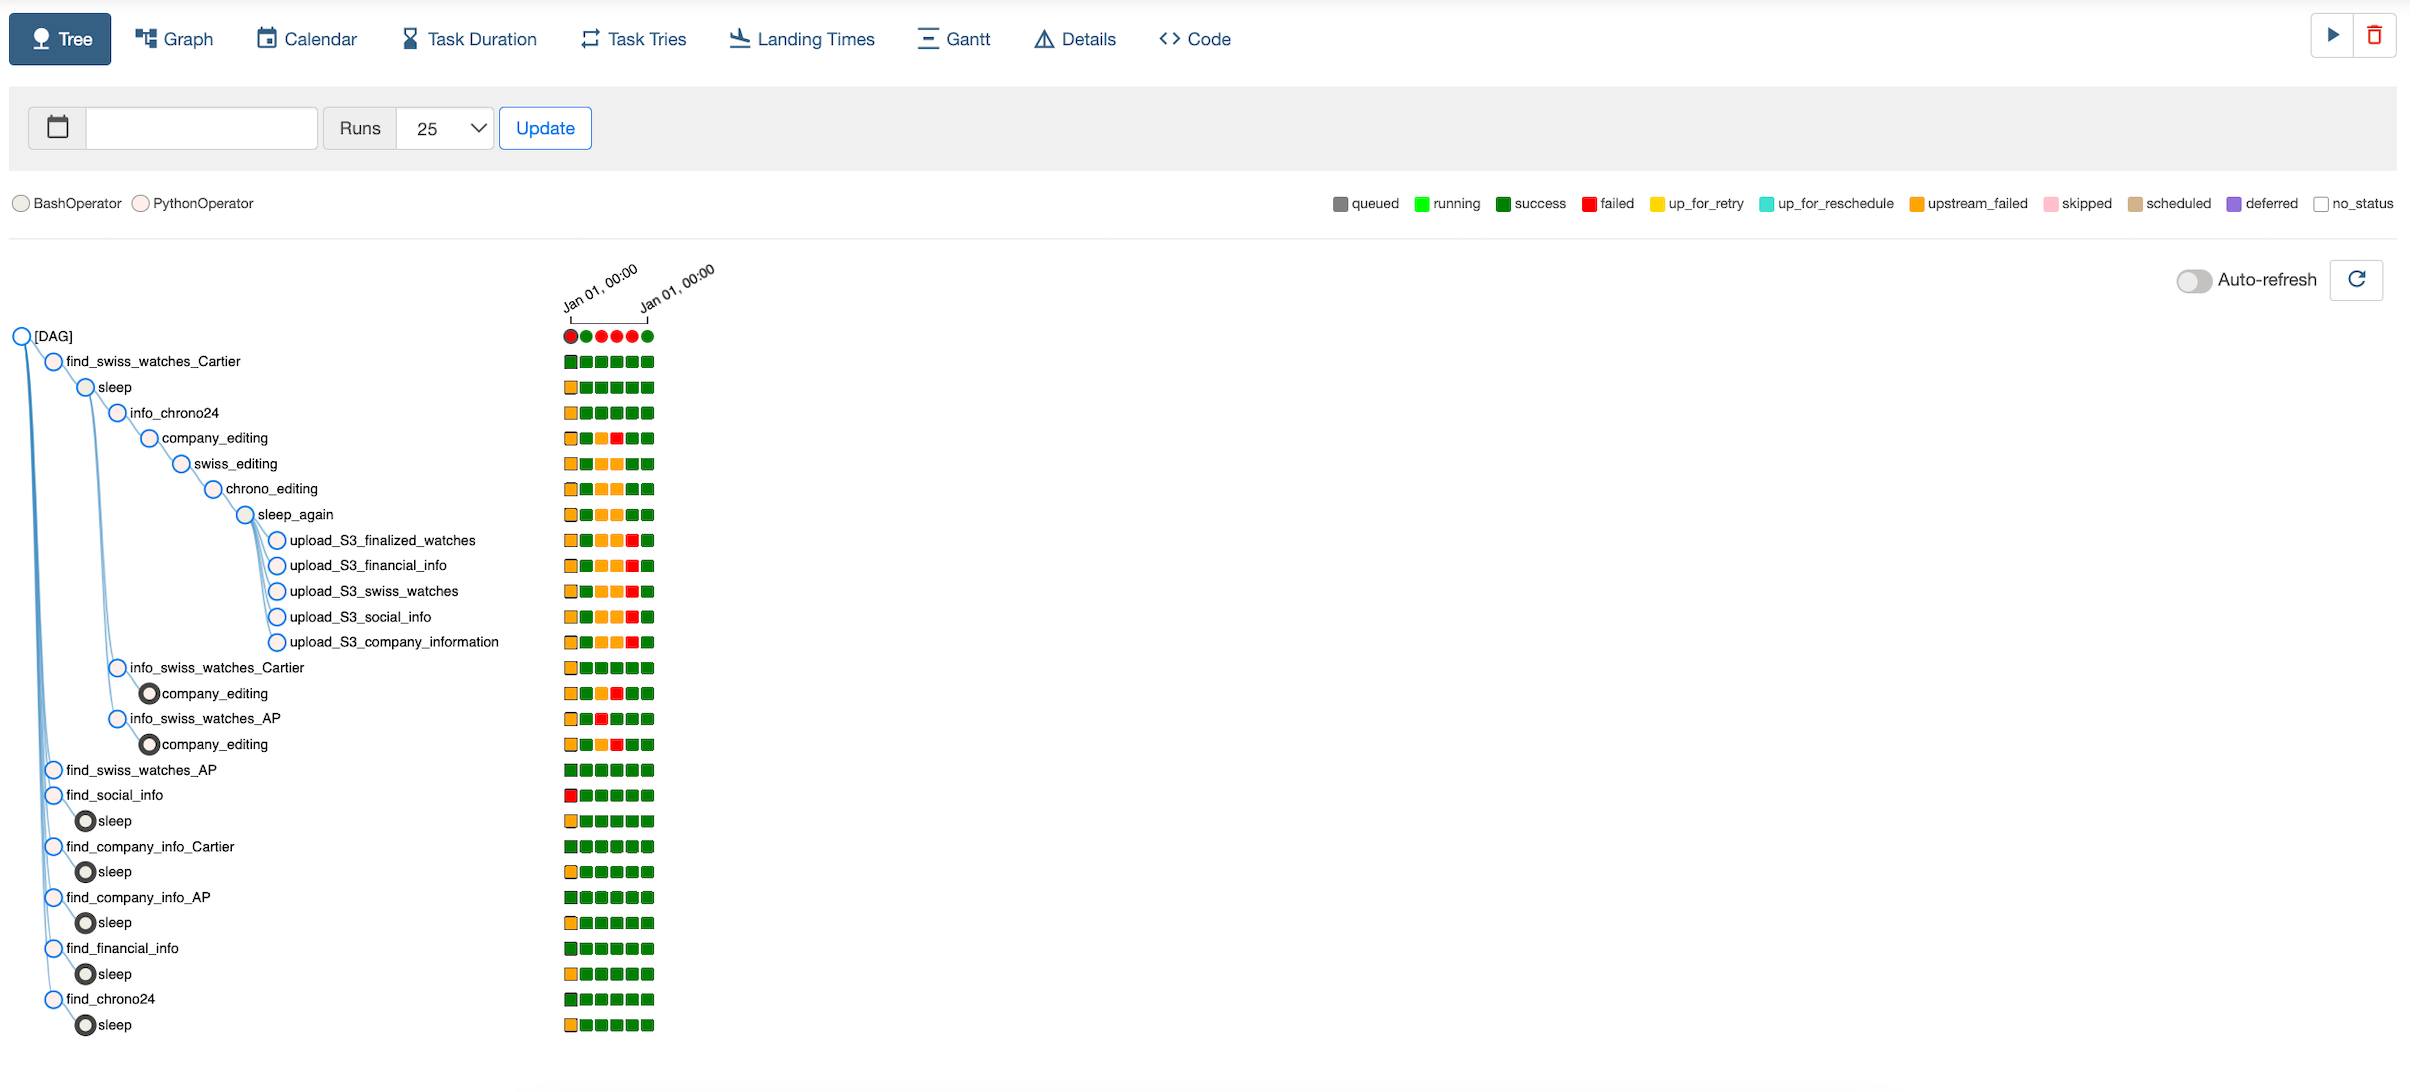 Tree Graph Calendar Task Duration Task Tries Landing Times Gantt Details Code
Runs 25 Update
BashOperator PythonOperator queued running success failed up_for_retry up_for_reschedule upstream_failed skipped scheduled deferred no_status
Jan 01, 00:00 Jan 01, 00:00
Auto-refresh
[DAG]
find_swiss_watches_Cartier
sleep
info_chrono24
company_editing
swiss_editing
chrono_editing
sleep_again
upload_S3_finalized_watches
upload_S3_financial_info
upload_S3_swiss_watches
upload_S3_social_info
upload_S3_company_information
info_swiss_watches_Cartier
company_editing
info_swiss_watches_AP
company_editing
find_swiss_watches_AP
find_social_info
sleep
find_company_info_Cartier
sleep
find_company_info_AP
sleep
find_financial_info
sleep
find_chrono24
sleep